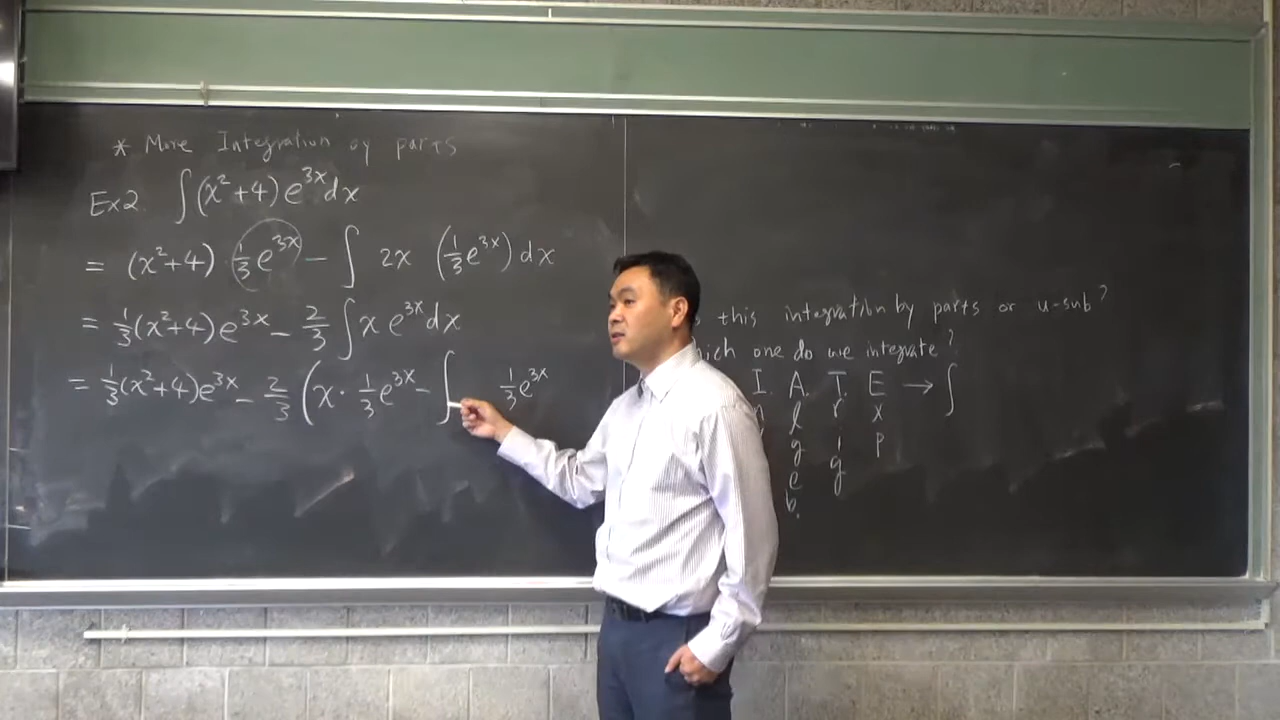 * More Integration by parts
Ex2. ∫(x²+4)e^{3x}dx
= (x²+4)·(1/3)e^{3x} − ∫ 2x ((1/3)e^{3x})dx
= (1/3)(x²+4)e^{3x} − (2/3)∫x e^{3x}dx
= (1/3)(x²+4)e^{3x} − (2/3)(x·(1/3)e^{3x} − ∫ (1/3)e^{3x}
this integration by parts or u-sub?
one do we integrate?
I. A. T. E → ∫
l r x
g i p
e g
b.